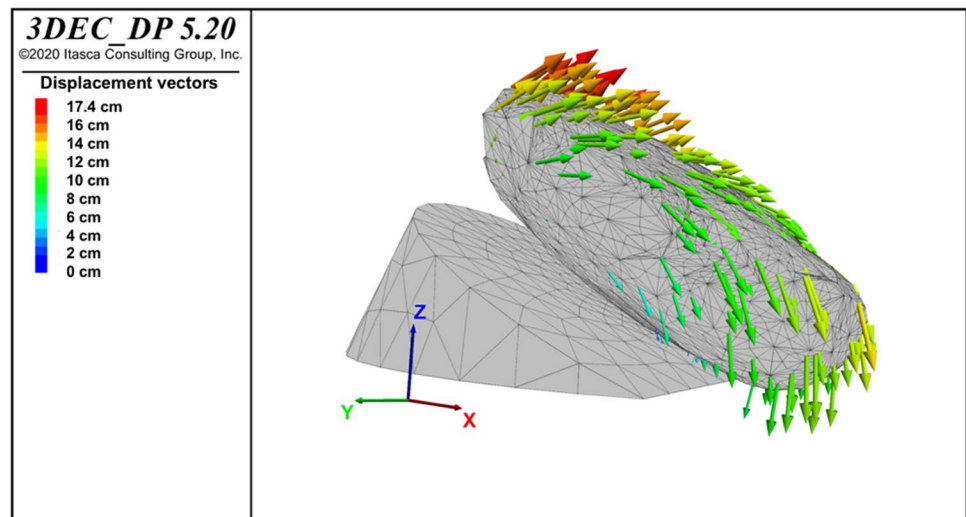 3DEC_DP 5.20
©2020 Itasca Consulting Group, Inc.
Displacement vectors
17.4 cm
16 cm
14 cm
12 cm
10 cm
8 cm
6 cm
4 cm
2 cm
0 cm
Z
Y
X